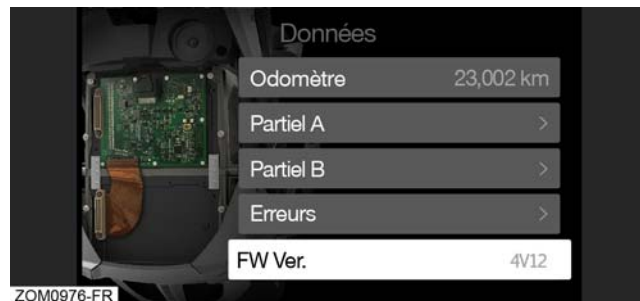 Données
Odomètre 23,002 km
Partiel A >
Partiel B >
Erreurs >
FW Ver. 4V12
ZOM0976-FR